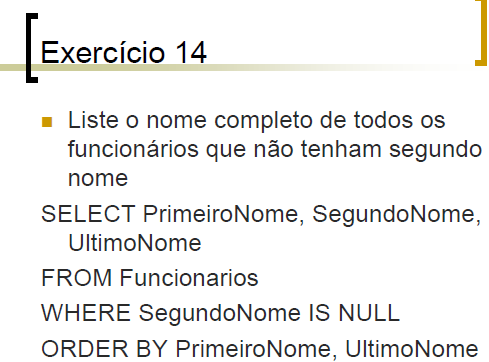 Exercício 14
Liste o nome completo de todos os
funcionários que não tenham segundo
nome
SELECT PrimeiroNome, SegundoNome,
UltimoNome
FROM Funcionarios
WHERE SegundoNome IS NULL
ORDER BY PrimeiroNome, UltimoNome